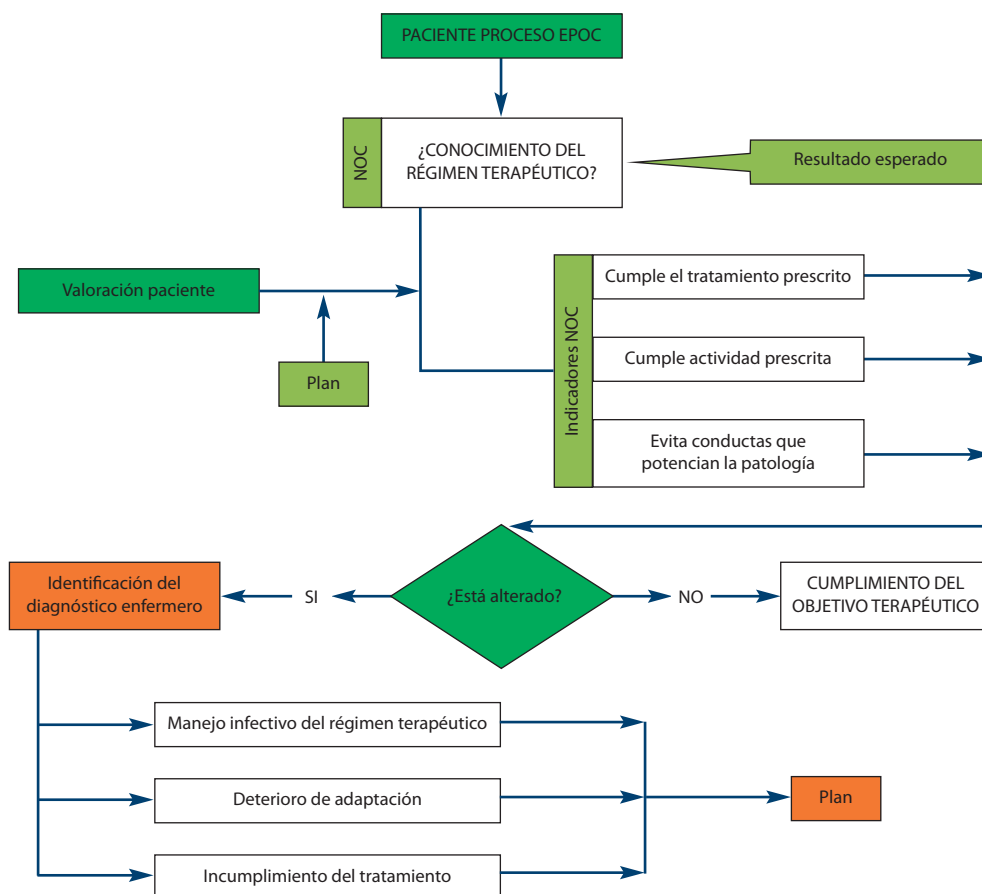 PACIENTE PROCESO EPOC
NOC
¿CONOCIMIENTO DEL
RÉGIMEN TERAPÉUTICO?
Resultado esperado
Valoración paciente
Plan
Indicadores NOC
Cumple el tratamiento prescrito
Cumple actividad prescrita
Evita conductas que
potencian la patología
Identificación del
diagnóstico enfermero
SI
¿Está alterado?
NO
CUMPLIMIENTO DEL
OBJETIVO TERAPÉUTICO
Manejo infectivo del régimen terapéutico
Deterioro de adaptación
Incumplimiento del tratamiento
Plan